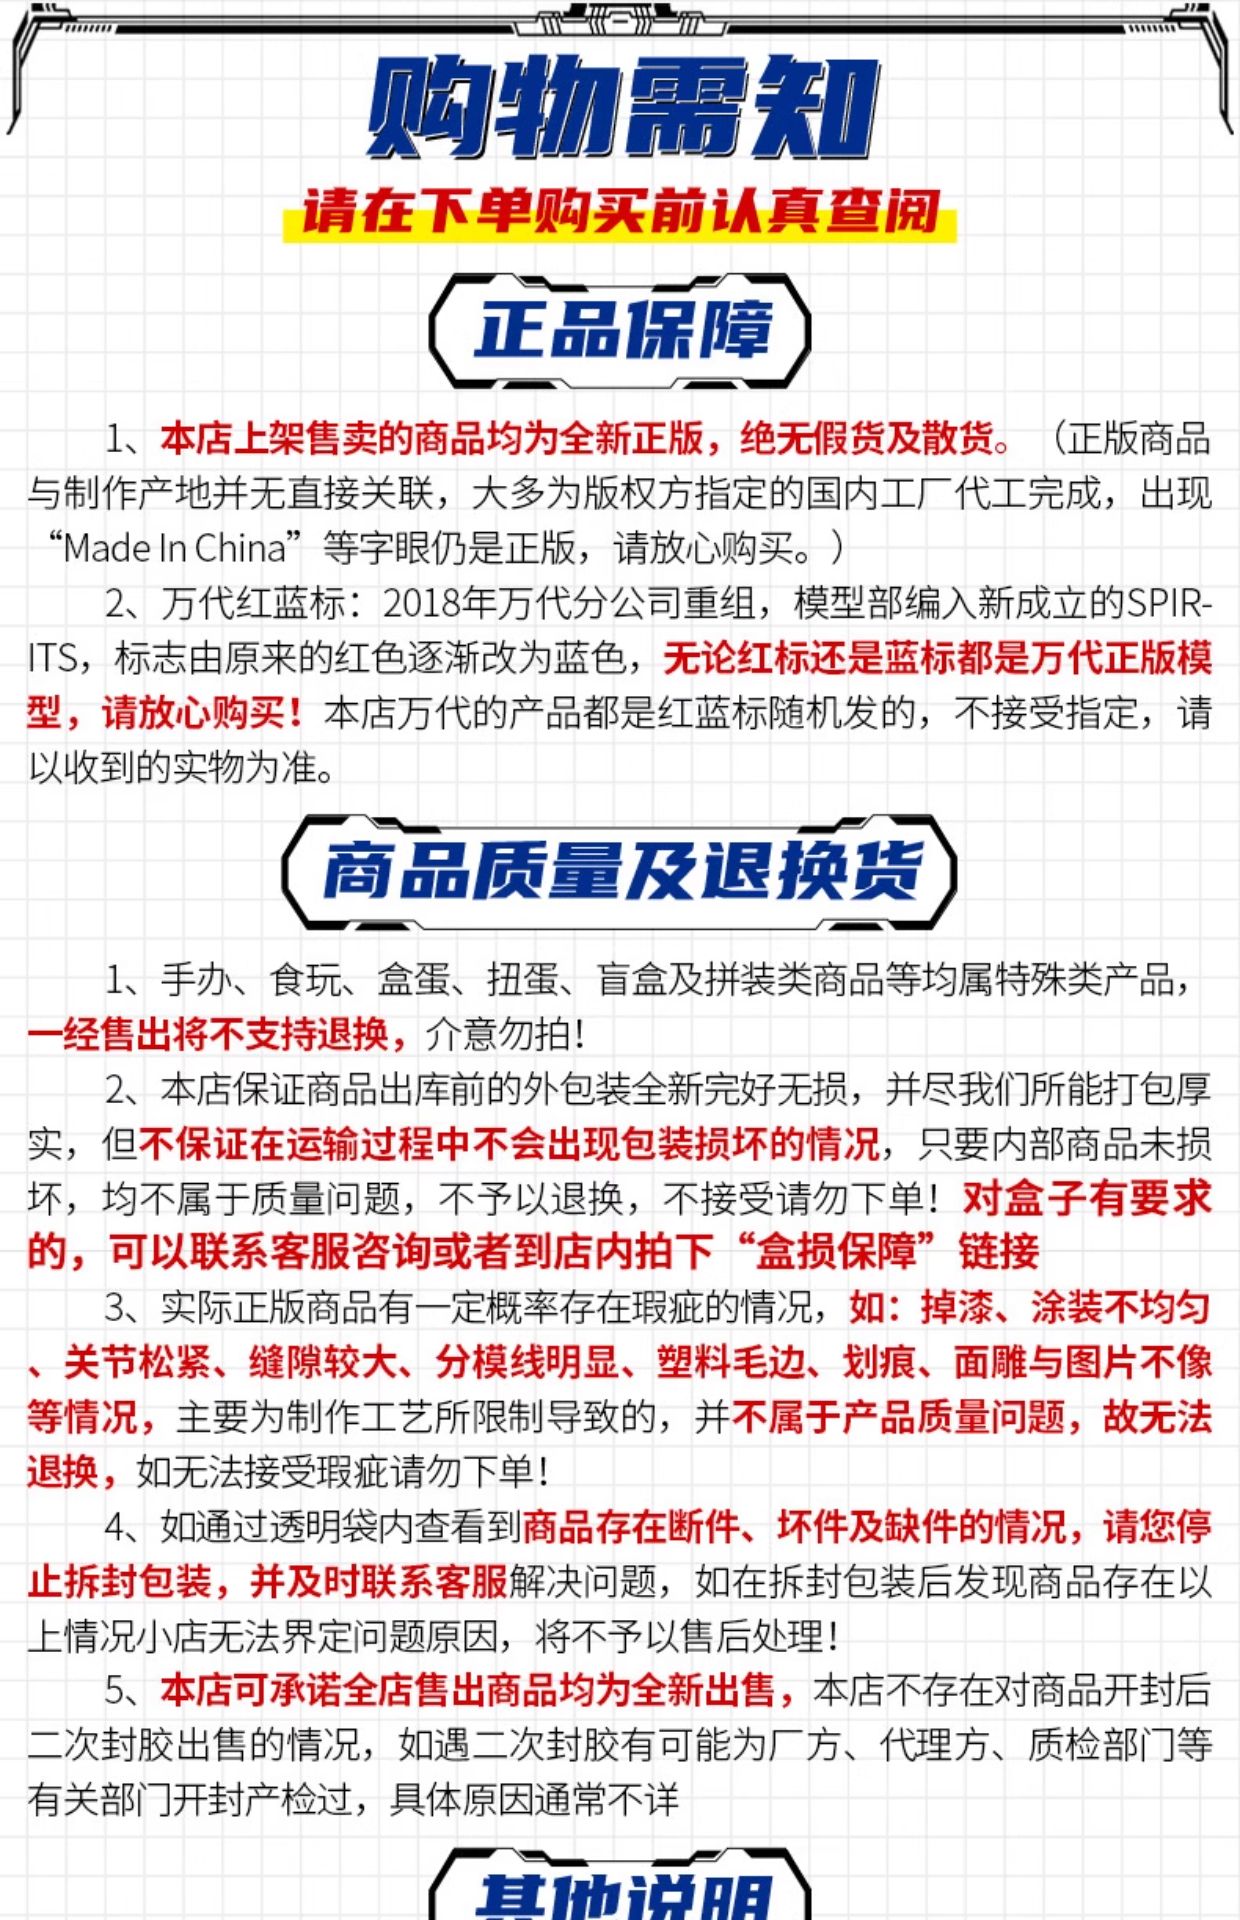 购物需知
请在下单购买前认真查阅
正品保障
1、本店上架售卖的商品均为全新正版，绝无假货及散货。（正版商品
与制作产地并无直接关联，大多为版权方指定的国内工厂代工完成，出现
“Made In China”等字眼仍是正版，请放心购买。）
2、万代红蓝标：2018年万代分公司重组，模型部编入新成立的SPIR-
ITS，标志由原来的红色逐渐改为蓝色，无论红标还是蓝标都是万代正版模
型，请放心购买！本店万代的产品都是红蓝标随机发的，不接受指定，请
以收到的实物为准。
商品质量及退换货
1、手办、食玩、盒蛋、扭蛋、盲盒及拼装类商品等均属特殊类产品，
一经售出将不支持退换，介意勿拍！
2、本店保证商品出库前的外包装全新完好无损，并尽我们所能打包厚
实，但不保证在运输过程中不会出现包装损坏的情况，只要内部商品未损
坏，均不属于质量问题，不予以退换，不接受请勿下单！对盒子有要求
的，可以联系客服咨询或者到店内拍下“盒损保障”链接
3、实际正版商品有一定概率存在瑕疵的情况，如：掉漆、涂装不均匀
、关节松紧、缝隙较大、分模线明显、塑料毛边、划痕、面雕与图片不像
等情况，主要为制作工艺所限制导致的，并不属于产品质量问题，故无法
退换，如无法接受瑕疵请勿下单！
4、如通过透明袋内查看到商品存在断件、坏件及缺件的情况，请您停
止拆封包装，并及时联系客服解决问题，如在拆封包装后发现商品存在以
上情况小店无法界定问题原因，将不予以售后处理！
5、本店可承诺全店售出商品均为全新出售，本店不存在对商品开封后
二次封胶出售的情况，如遇二次封胶有可能为厂方、代理方、质检部门等
有关部门开封产检过，具体原因通常不详
其他说明